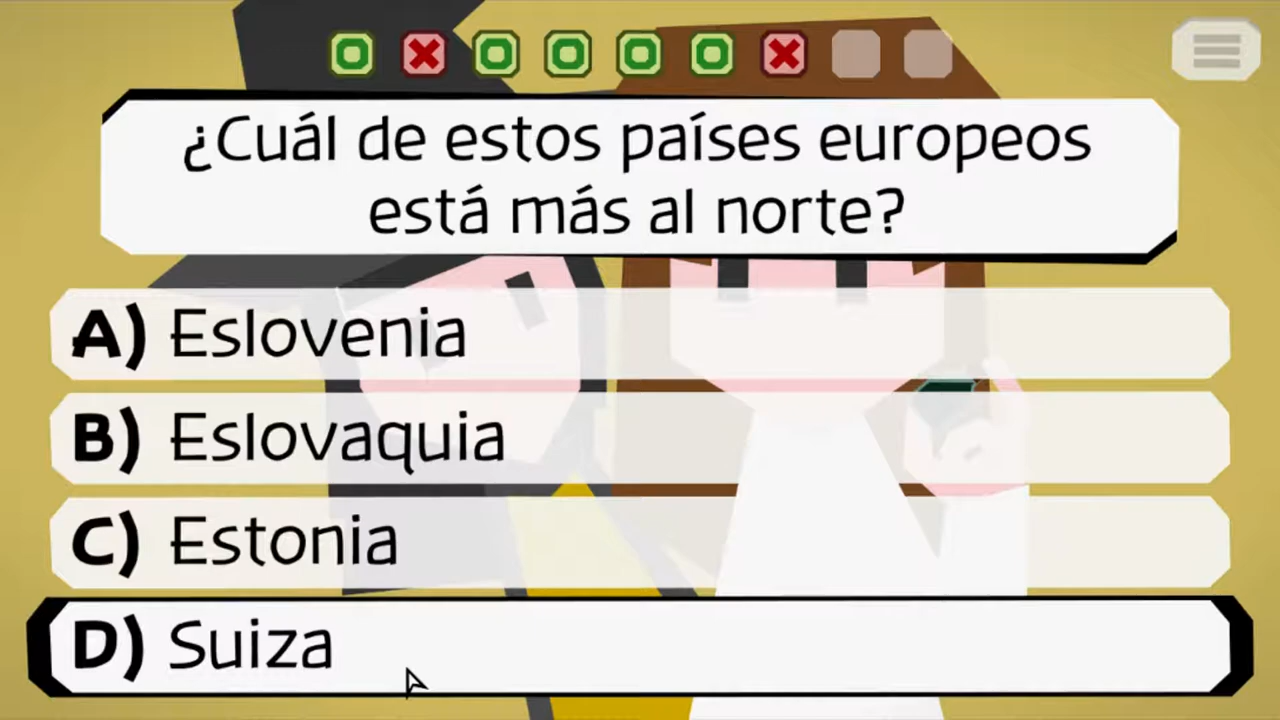 ¿Cuál de estos países europeos
está más al norte?
A) Eslovenia
B) Eslovaquia
C) Estonia
D) Suiza